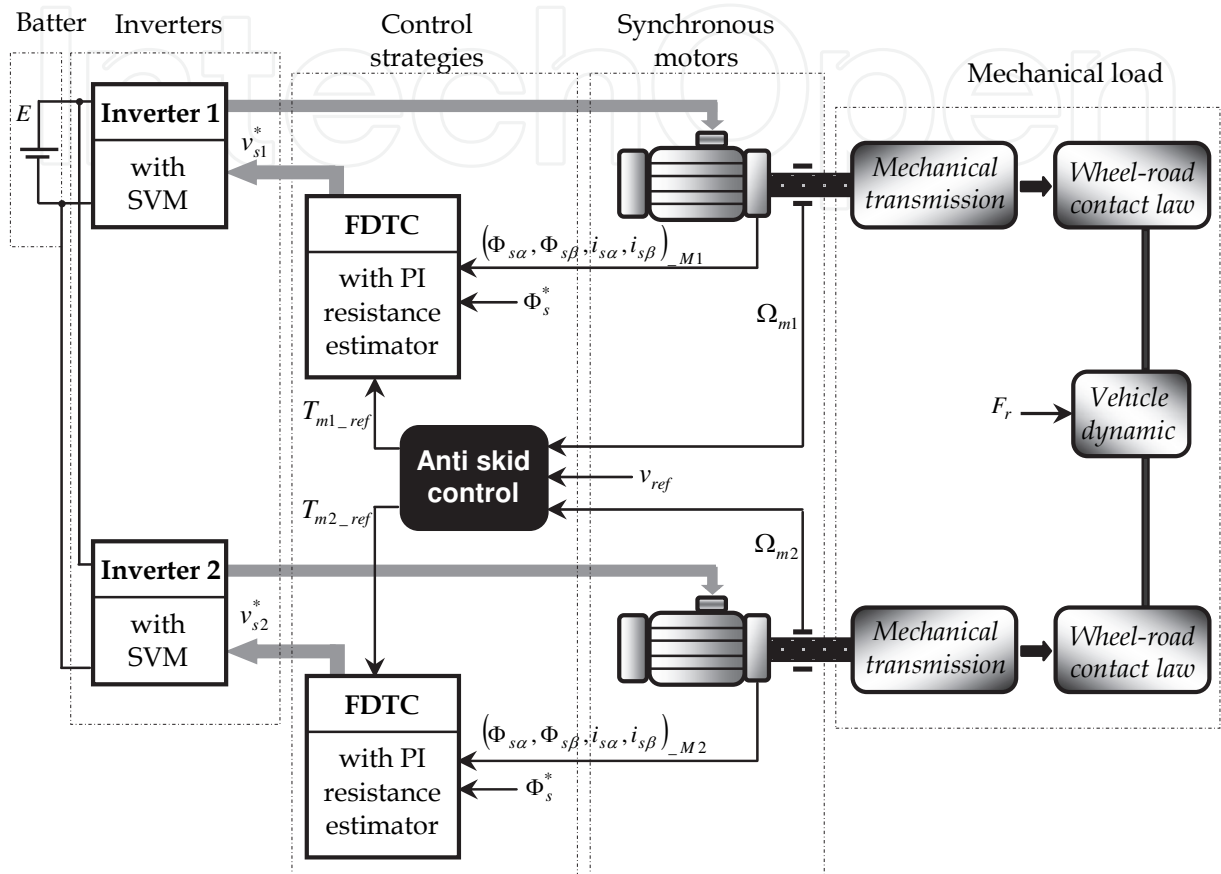 Batter
Inverters
Control
strategies
Synchronous
motors
Mechanical load
IntechOpen
E
Inverter 1
with
SVM
v*s1
FDTC
with PI
resistance
estimator
(Φsα, Φsβ, isα, isβ)_M1
Φ*s
Ωm1
Mechanical
transmission
Wheel-road
contact law
Tm1_ref
Anti skid
control
vref
Fr
Vehicle
dynamic
Tm2_ref
Ωm2
Inverter 2
with
SVM
v*s2
FDTC
with PI
resistance
estimator
(Φsα, Φsβ, isα, isβ)_M2
Φ*s
Mechanical
transmission
Wheel-road
contact law